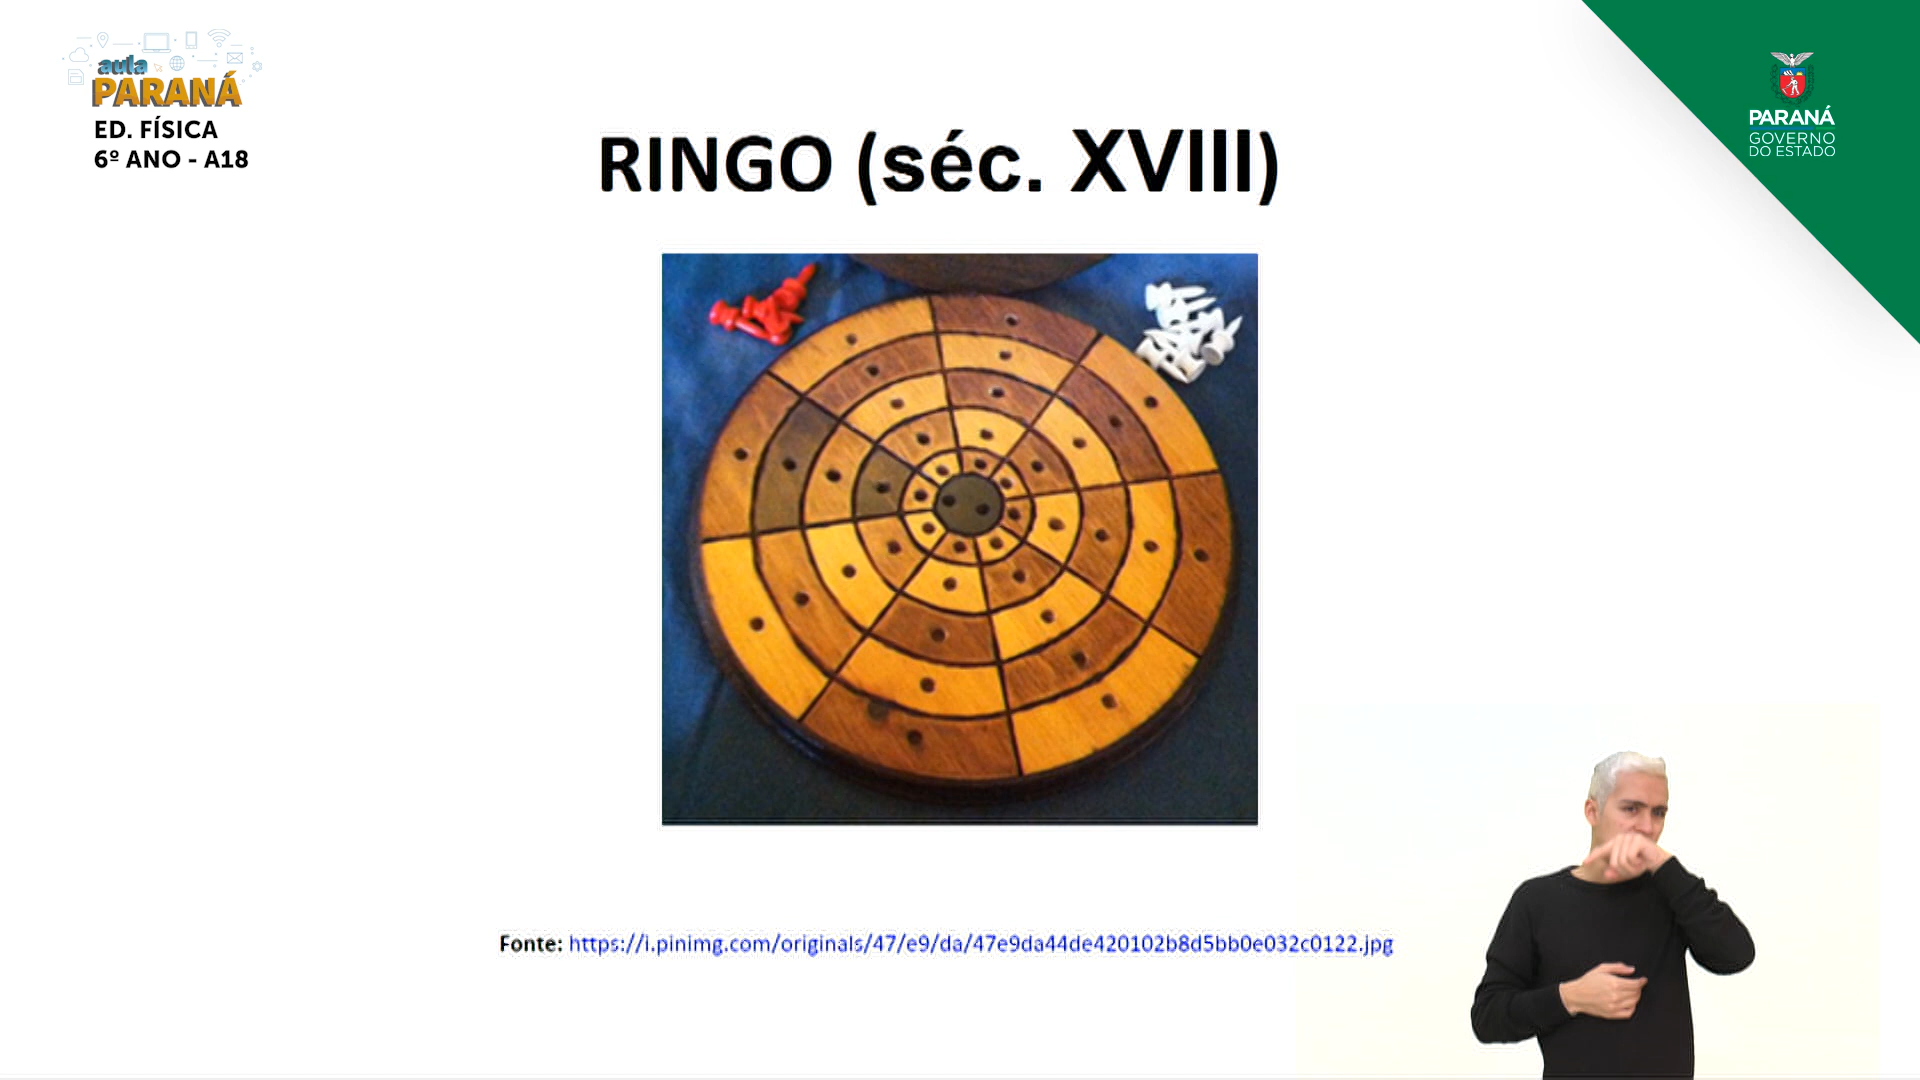 aula
PARANÁ
ED. FÍSICA
6º ANO - A18
PARANÁ
GOVERNO
DO ESTADO
RINGO (séc. XVIII)
Fonte: https://i.pinimg.com/originals/47/e9/da/47e9da44de420102b8d5bb0e032c0122.jpg